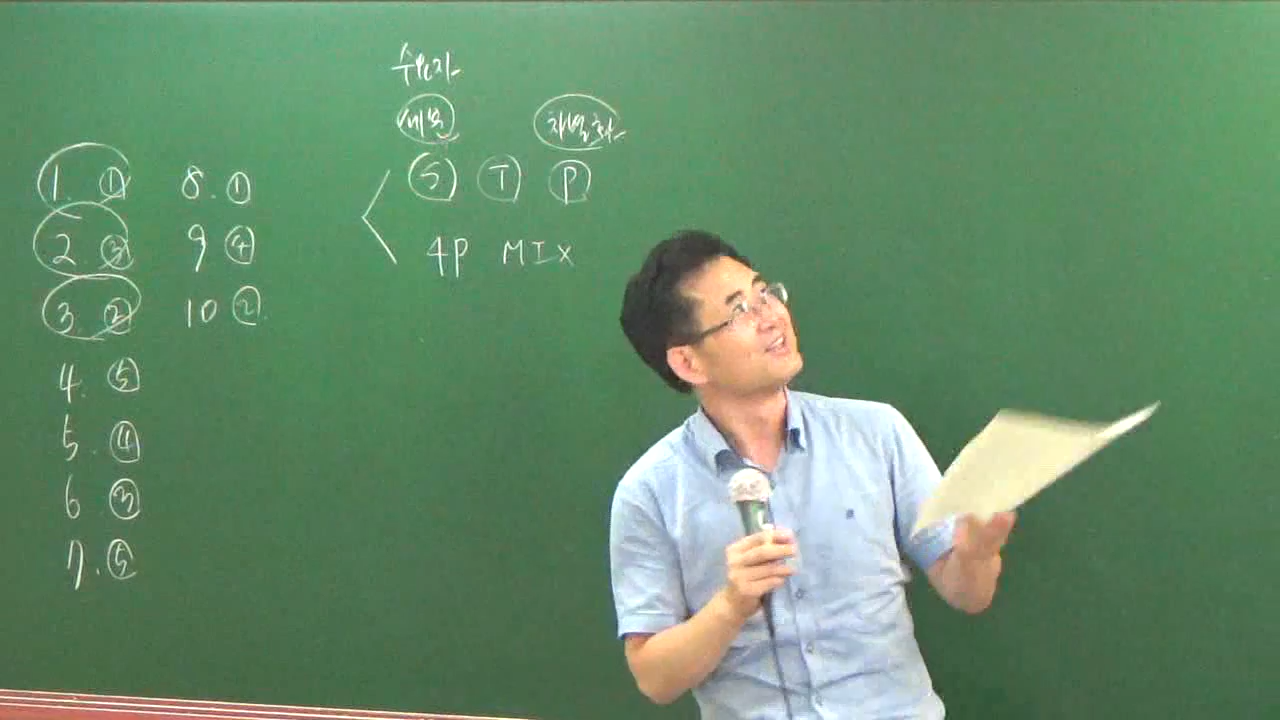 1. ①
2. ③
3. ②
4. ⑤
5. ④
6. ③
7. ⑤
8. ①
9 ④
10 ②
수요자
세분 차별화
S T P
4P MIX